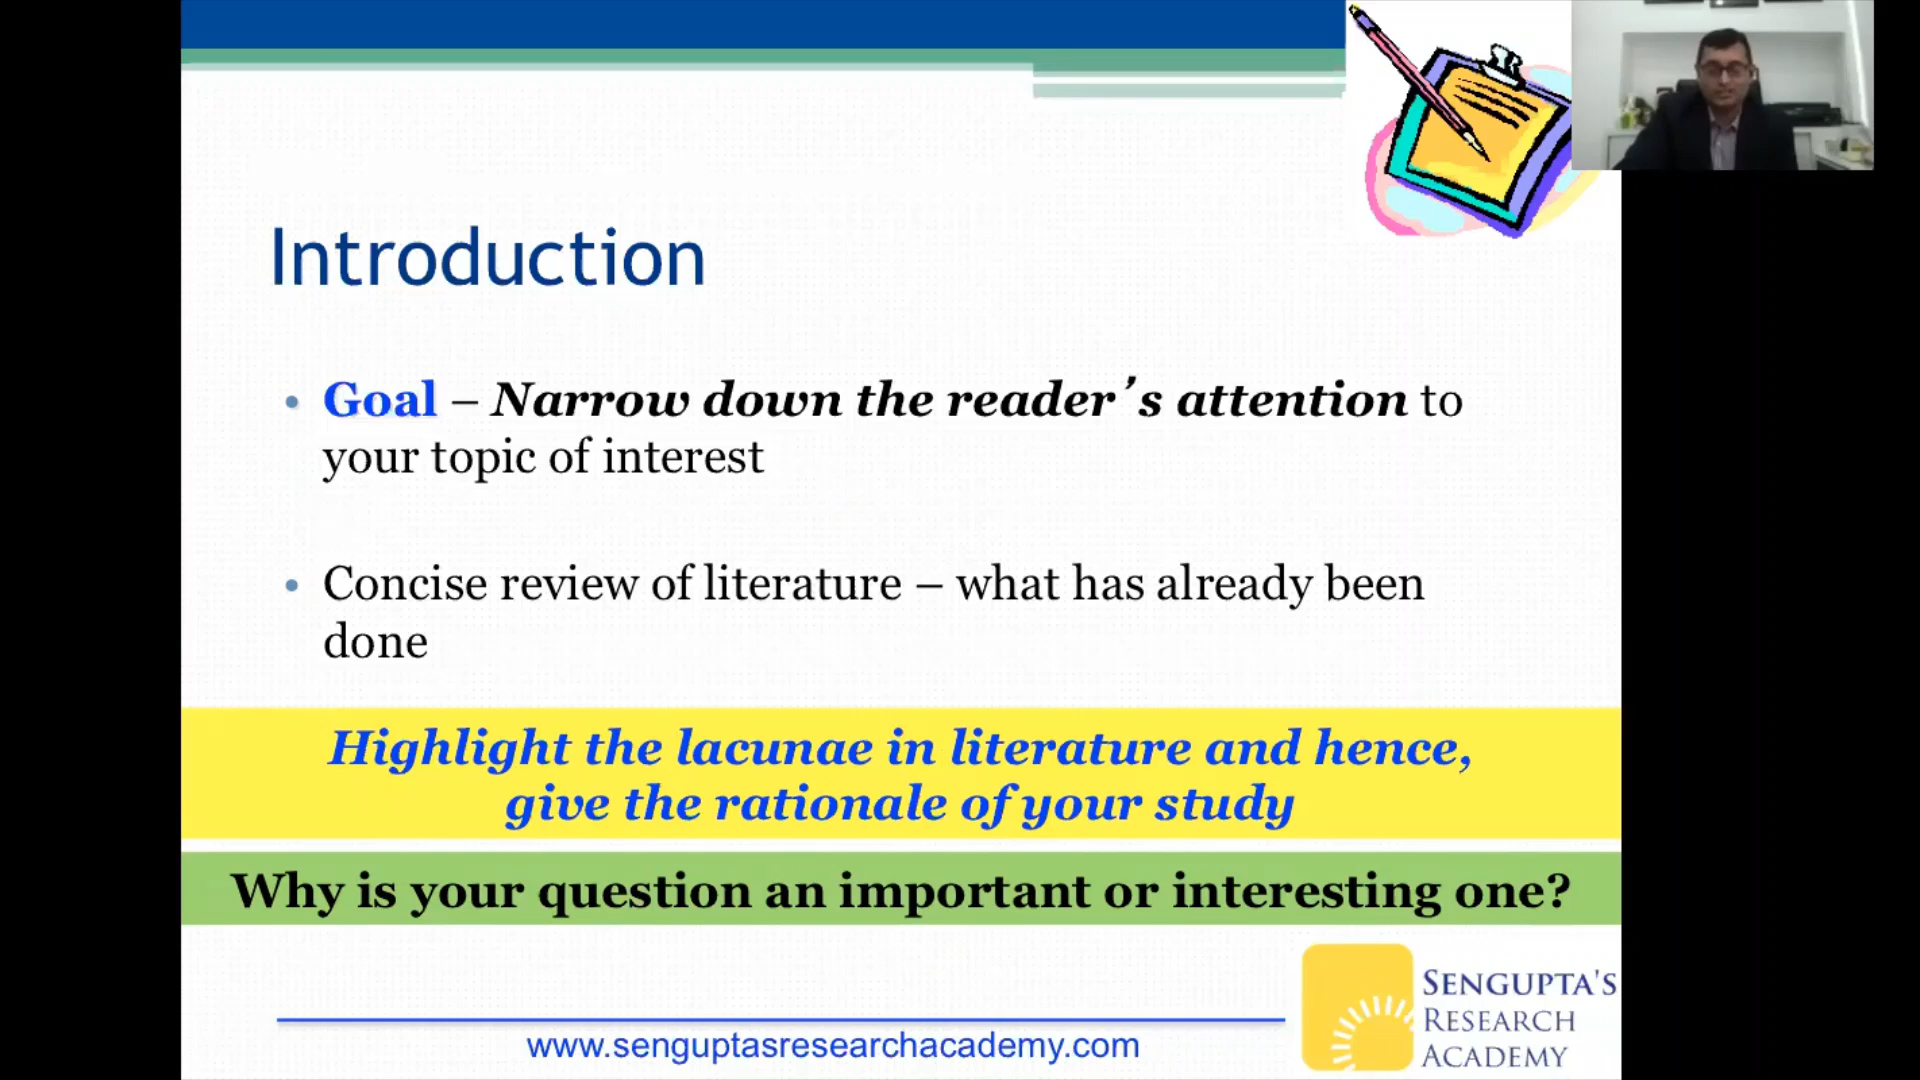 Introduction
• Goal – Narrow down the reader’s attention to
your topic of interest
• Concise review of literature – what has already been
done
Highlight the lacunae in literature and hence,
give the rationale of your study
Why is your question an important or interesting one?
www.senguptasresearchacademy.com
SENGUPTA'S
RESEARCH
ACADEMY